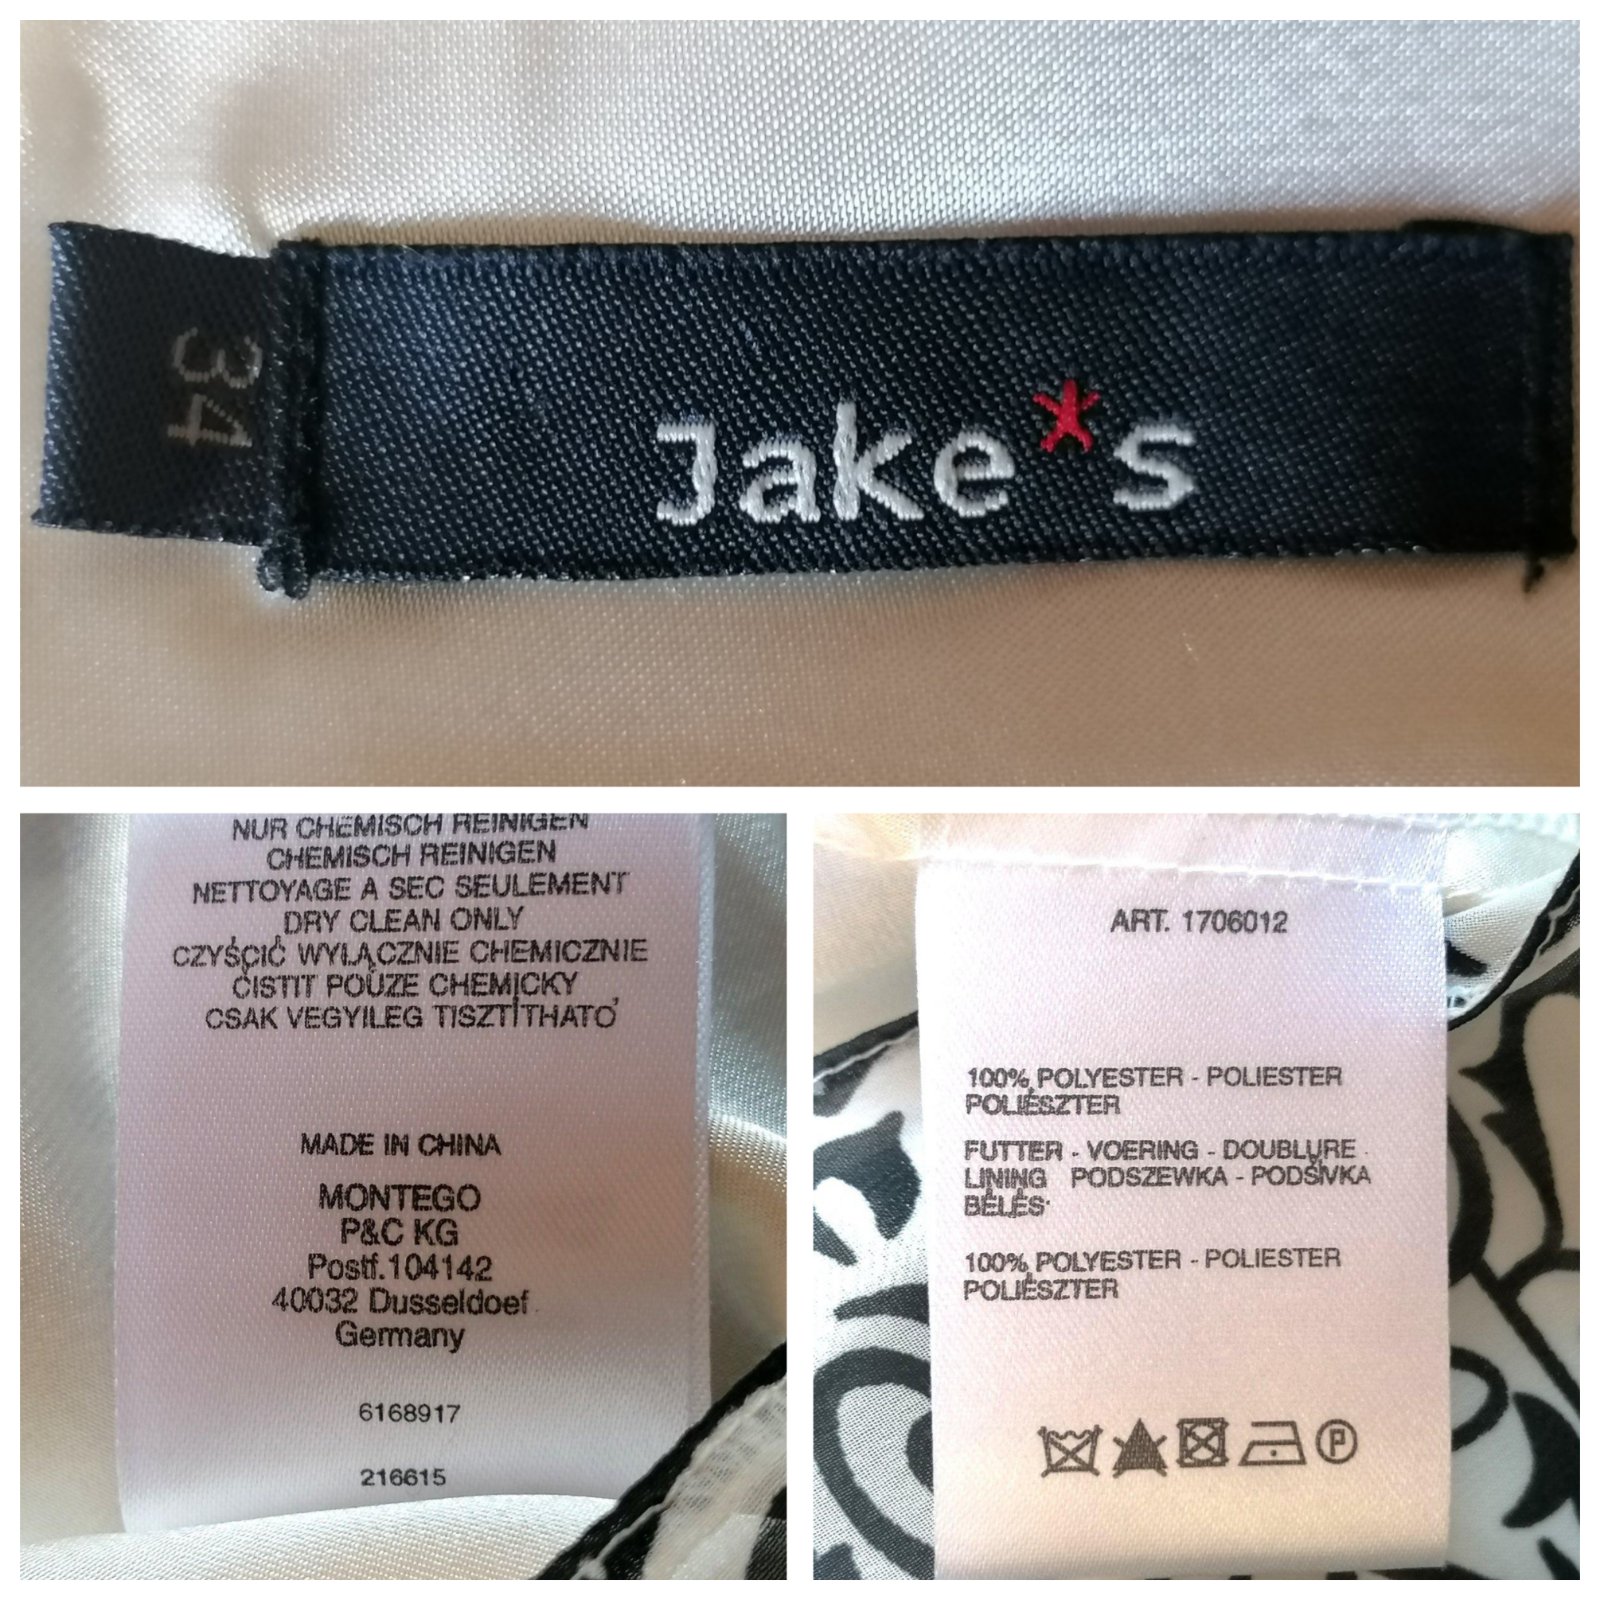 34
Jake*s
NUR CHEMISCH REINIGEN
CHEMISCH REINIGEN
NETTOYAGE A SEC SEULEMENT
DRY CLEAN ONLY
CZYŚCIĆ WYŁĄCZNIE CHEMICZNIE
ČISTIT POUZE CHEMICKY
CSAK VEGYILEG TISZTÍTHATÓ
MADE IN CHINA
MONTEGO
P&C KG
Postf.104142
40032 Dusseldoef
Germany
6168917
216615
ART. 1706012
100% POLYESTER - POLIESTER
POLIÉSZTER
FUTTER - VOERING - DOUBLURE
LINING PODSZEWKA - PODŠÍVKA
BÉLÉS
100% POLYESTER - POLIESTER
POLIÉSZTER
P